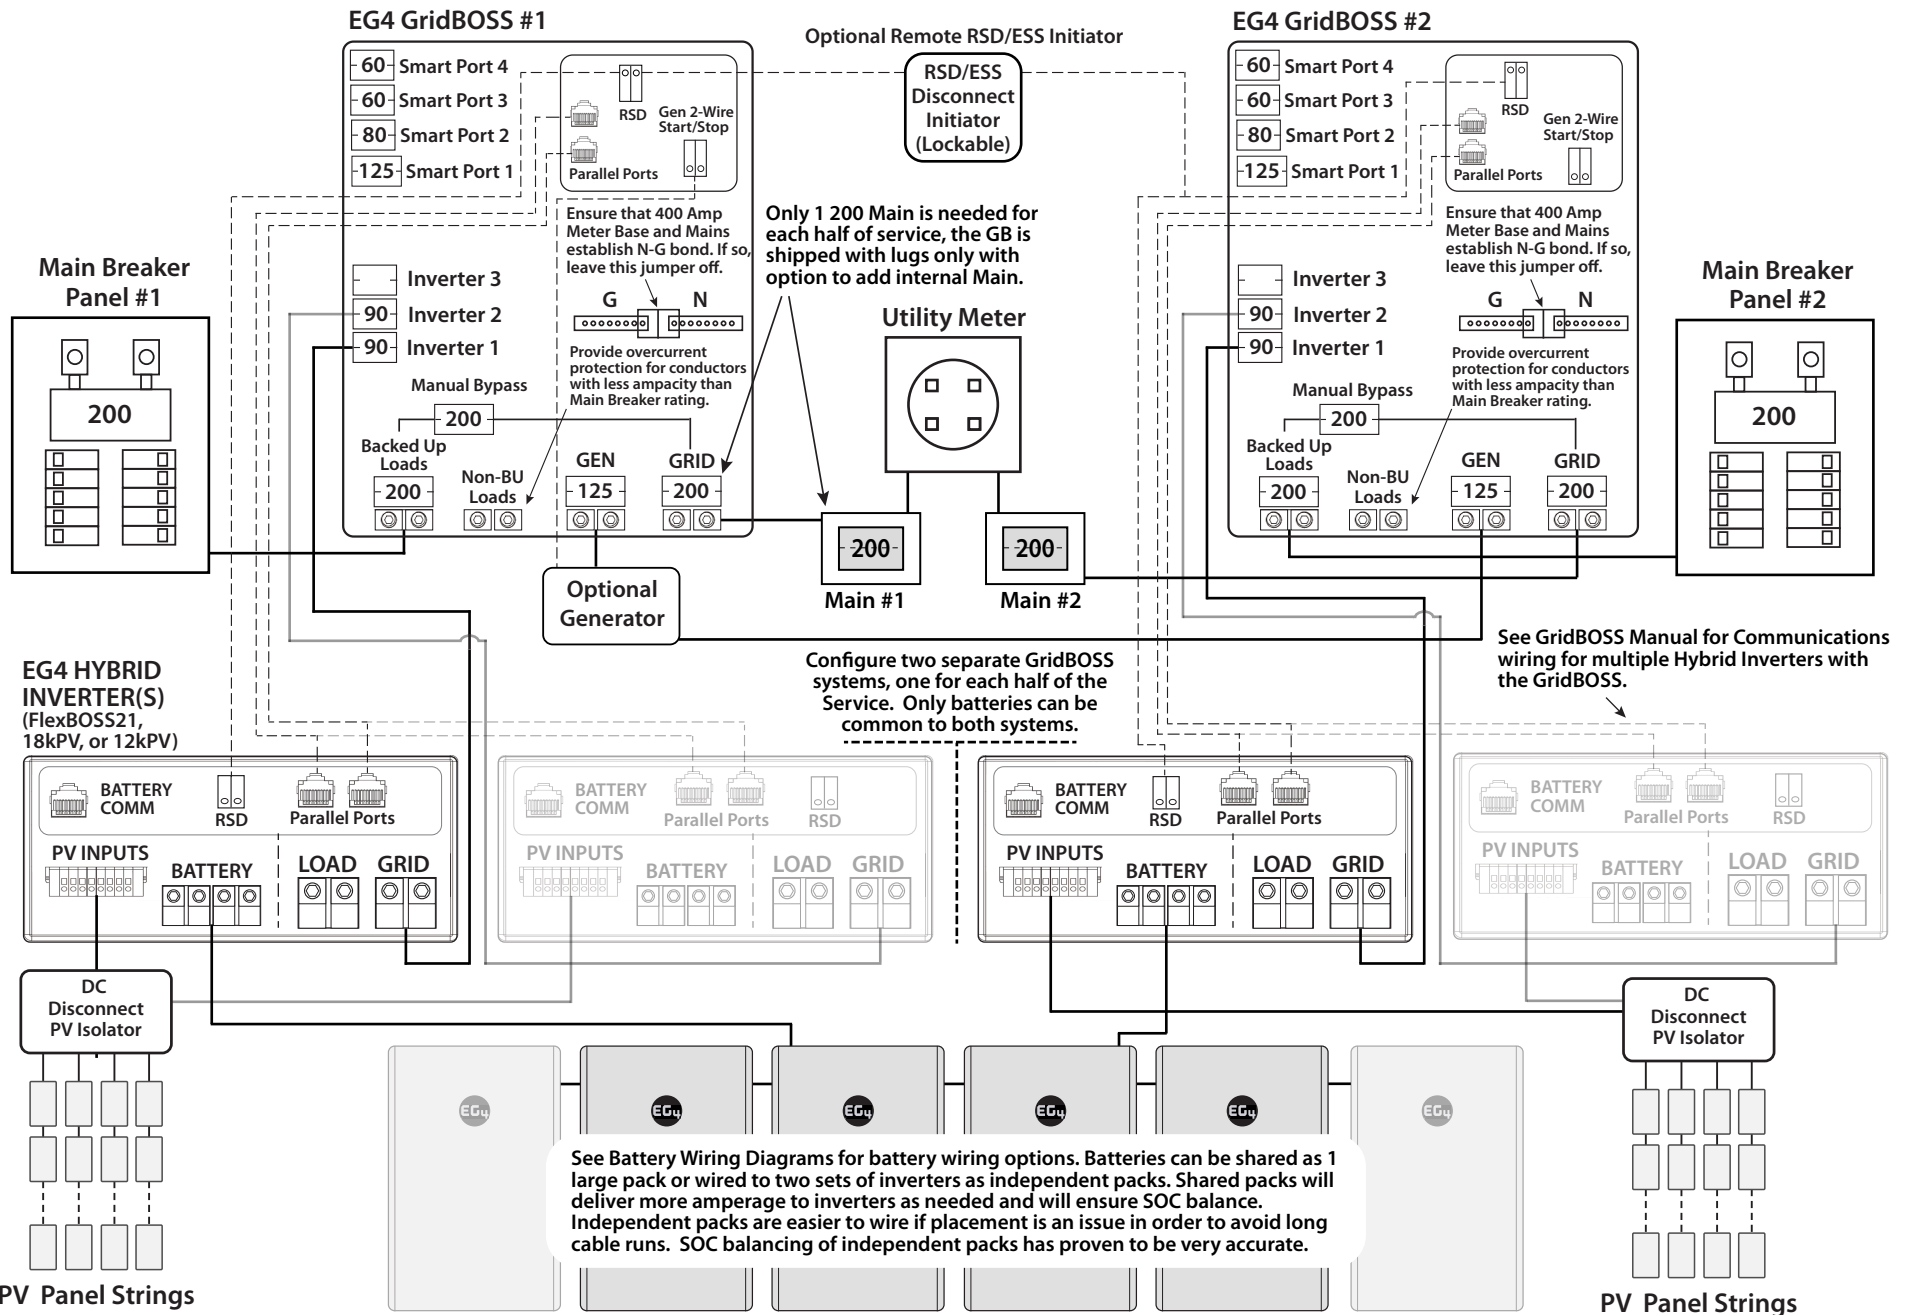 EG4 GridBOSS #1
60 Smart Port 4
60 Smart Port 3
80 Smart Port 2
125 Smart Port 1
RSD
Gen 2-Wire
Start/Stop
Parallel Ports
Ensure that 400 Amp
Meter Base and Mains
establish N-G bond. If so,
leave this jumper off.
G N
Inverter 3
90 Inverter 2
90 Inverter 1
Provide overcurrent
protection for conductors
with less ampacity than
Main Breaker rating.
Manual Bypass
200
Backed Up
Loads
200
Non-BU
Loads
GEN
125
GRID
200
Optional Remote RSD/ESS Initiator
RSD/ESS
Disconnect
Initiator
(Lockable)
Only 1 200 Main is needed for
each half of service, the GB is
shipped with lugs only with
option to add internal Main.
Utility Meter
200
Main #1
200
Main #2
EG4 GridBOSS #2
60 Smart Port 4
60 Smart Port 3
80 Smart Port 2
125 Smart Port 1
RSD
Gen 2-Wire
Start/Stop
Parallel Ports
Ensure that 400 Amp
Meter Base and Mains
establish N-G bond. If so,
leave this jumper off.
G N
Inverter 3
90 Inverter 2
90 Inverter 1
Provide overcurrent
protection for conductors
with less ampacity than
Main Breaker rating.
Manual Bypass
200
Backed Up
Loads
200
Non-BU
Loads
GEN
125
GRID
200
Main Breaker
Panel #1
200
Main Breaker
Panel #2
200
Optional
Generator
Configure two separate GridBOSS
systems, one for each half of the
Service. Only batteries can be
common to both systems.
See GridBOSS Manual for Communications
wiring for multiple Hybrid Inverters with
the GridBOSS.
EG4 HYBRID
INVERTER(S)
(FlexBOSS21,
18kPV, or 12kPV)
BATTERY
COMM
RSD
Parallel Ports
PV INPUTS
BATTERY
LOAD
GRID
BATTERY
COMM
Parallel Ports
RSD
PV INPUTS
BATTERY
LOAD
GRID
BATTERY
COMM
RSD
Parallel Ports
PV INPUTS
BATTERY
LOAD
GRID
BATTERY
COMM
Parallel Ports
RSD
PV INPUTS
BATTERY
LOAD
GRID
DC
Disconnect
PV Isolator
DC
Disconnect
PV Isolator
EG4
EG4
EG4
EG4
EG4
EG4
See Battery Wiring Diagrams for battery wiring options. Batteries can be shared as 1
large pack or wired to two sets of inverters as independent packs. Shared packs will
deliver more amperage to inverters as needed and will ensure SOC balance.
Independent packs are easier to wire if placement is an issue in order to avoid long
cable runs. SOC balancing of independent packs has proven to be very accurate.
PV Panel Strings
PV Panel Strings